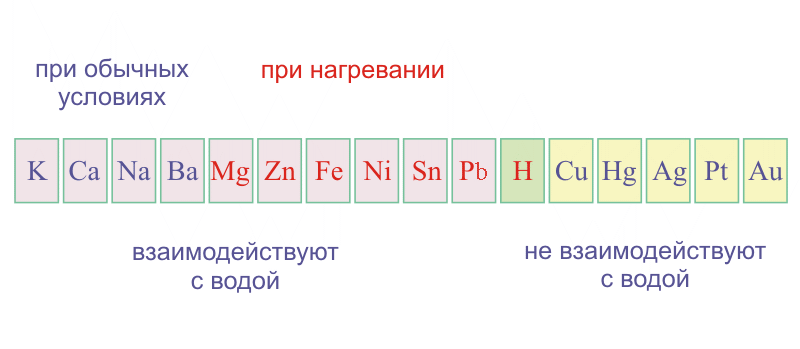 при обычных
условиях
при нагревании
K Ca Na Ba Mg Zn Fe Ni Sn Pb H Cu Hg Ag Pt Au
взаимодействуют
с водой
не взаимодействуют
с водой